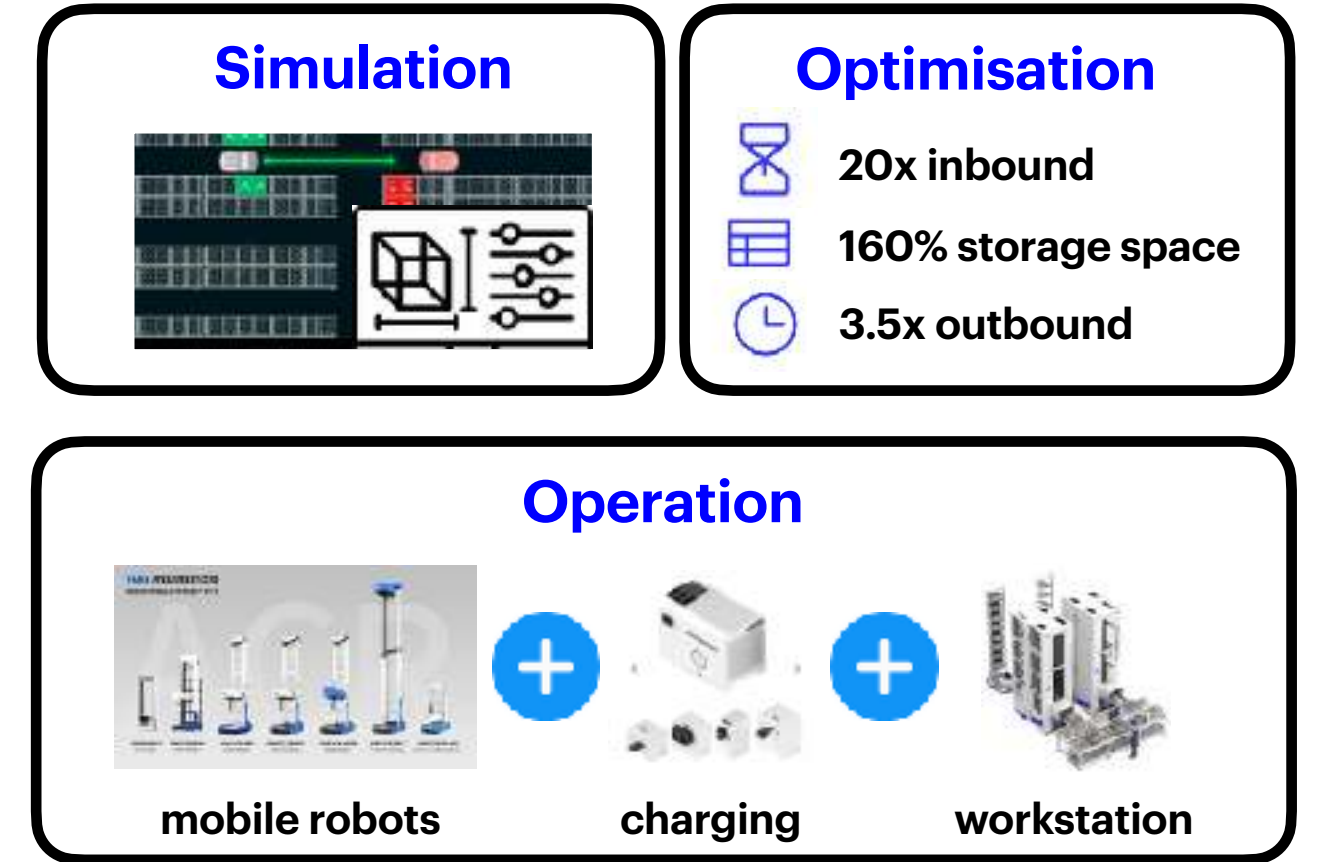 Simulation
Optimisation
20x inbound
160% storage space
3.5x outbound
Operation
mobile robots
charging
workstation